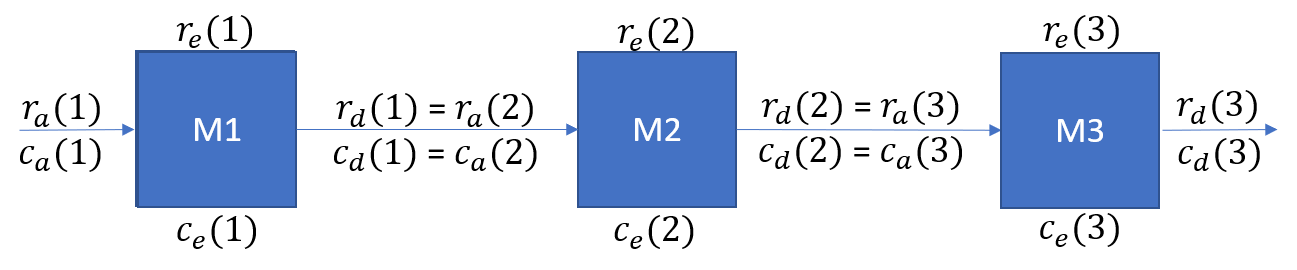 r_e(1)
r_e(2)
r_e(3)
r_a(1)
M1
r_d(1) = r_a(2)
M2
r_d(2) = r_a(3)
M3
r_d(3)
c_a(1)
c_d(1) = c_a(2)
c_d(2) = c_a(3)
c_d(3)
c_e(1)
c_e(2)
c_e(3)